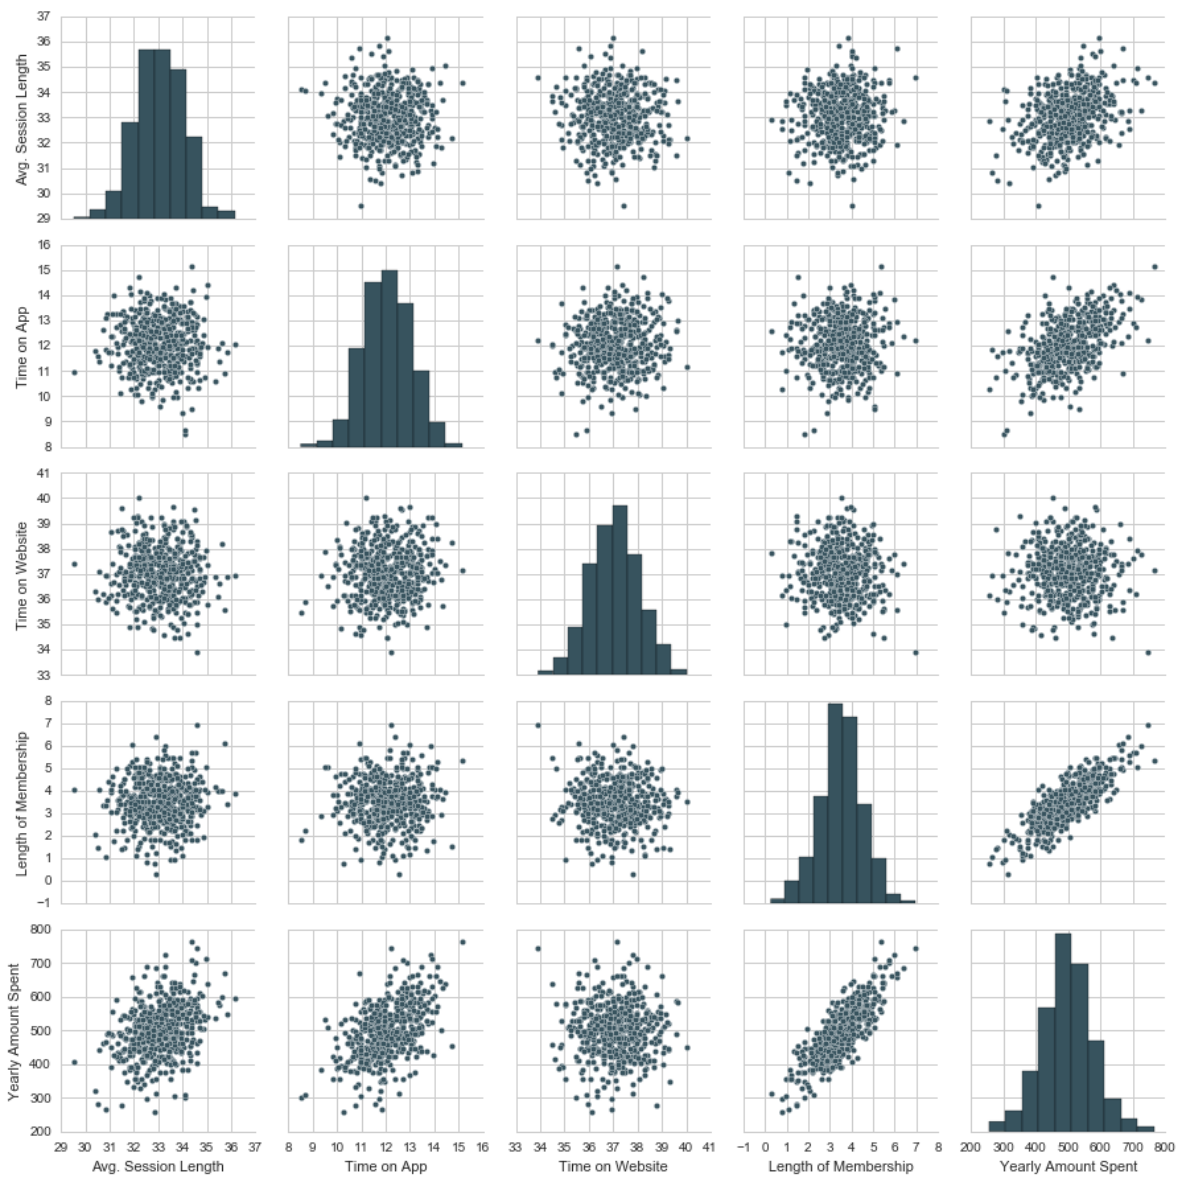 37
36
35
34
33
32
31
30
29
Avg. Session Length
16
15
14
13
12
11
10
9
8
Time on App
41
40
39
38
37
36
35
34
33
Time on Website
8
7
6
5
4
3
2
1
0
−1
Length of Membership
800
700
600
500
400
300
200
Yearly Amount Spent
29 30 31 32 33 34 35 36 37
Avg. Session Length
8 9 10 11 12 13 14 15 16
Time on App
33 34 35 36 37 38 39 40 41
Time on Website
−1 0 1 2 3 4 5 6 7 8
Length of Membership
200 300 400 500 600 700 800
Yearly Amount Spent